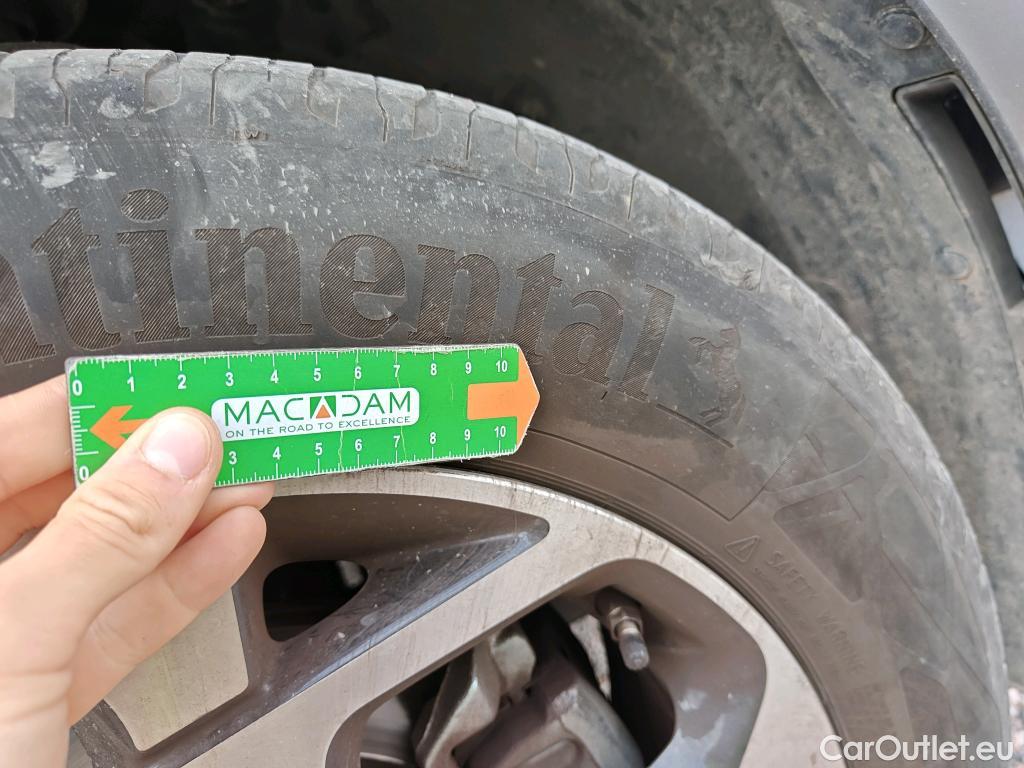 TWI
ntinental
0 1 2 3 4 5 6 7 8 9 10
MACADAM
ON THE ROAD TO EXCELLENCE
0 3 4 5 6 7 8 9 10
SAFETY WARNING
CarOutlet.eu